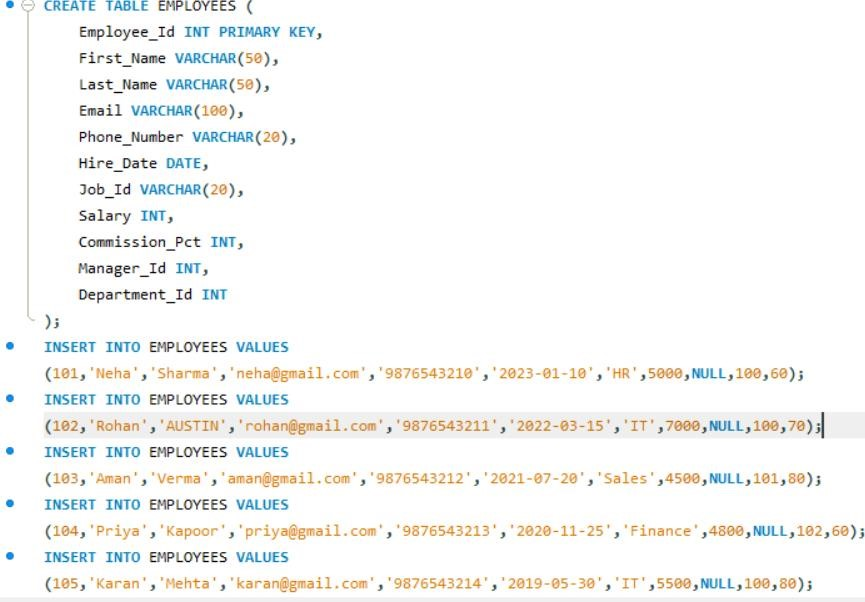 CREATE TABLE EMPLOYEES (
Employee_Id INT PRIMARY KEY,
First_Name VARCHAR(50),
Last_Name VARCHAR(50),
Email VARCHAR(100),
Phone_Number VARCHAR(20),
Hire_Date DATE,
Job_Id VARCHAR(20),
Salary INT,
Commission_Pct INT,
Manager_Id INT,
Department_Id INT
);
INSERT INTO EMPLOYEES VALUES
(101,'Neha','Sharma','neha@gmail.com','9876543210','2023-01-10','HR',5000,NULL,100,60);
INSERT INTO EMPLOYEES VALUES
(102,'Rohan','AUSTIN','rohan@gmail.com','9876543211','2022-03-15','IT',7000,NULL,100,70);
INSERT INTO EMPLOYEES VALUES
(103,'Aman','Verma','aman@gmail.com','9876543212','2021-07-20','Sales',4500,NULL,101,80);
INSERT INTO EMPLOYEES VALUES
(104,'Priya','Kapoor','priya@gmail.com','9876543213','2020-11-25','Finance',4800,NULL,102,60);
INSERT INTO EMPLOYEES VALUES
(105,'Karan','Mehta','karan@gmail.com','9876543214','2019-05-30','IT',5500,NULL,100,80);